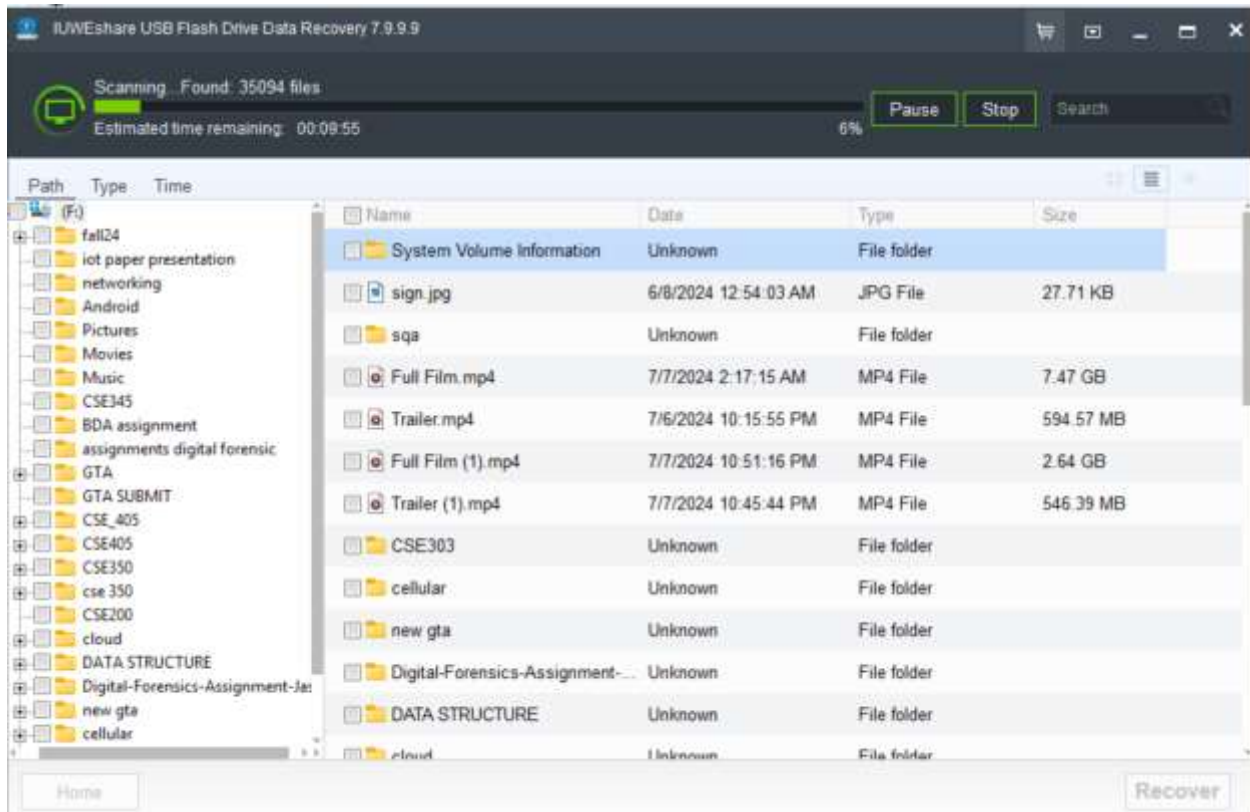 IUWEshare USB Flash Drive Data Recovery 7.9.9.9
Scanning Found: 35094 files
Estimated time remaining: 00:09:55
6%
Pause
Stop
Search
Path Type Time
(F:)
fall24
iot paper presentation
networking
Android
Pictures
Movies
Music
CSE345
BDA assignment
assignments digital forensic
GTA
GTA SUBMIT
CSE_405
CSE405
CSE350
cse 350
CSE200
cloud
DATA STRUCTURE
Digital-Forensics-Assignment-Jas
new gta
cellular
Name Date Type Size
System Volume Information Unknown File folder
sign.jpg 6/8/2024 12:54:03 AM JPG File 27.71 KB
sqa Unknown File folder
Full Film.mp4 7/7/2024 2:17:15 AM MP4 File 7.47 GB
Trailer.mp4 7/6/2024 10:15:55 PM MP4 File 594.57 MB
Full Film (1).mp4 7/7/2024 10:51:16 PM MP4 File 2.64 GB
Trailer (1).mp4 7/7/2024 10:45:44 PM MP4 File 546.39 MB
CSE303 Unknown File folder
cellular Unknown File folder
new gta Unknown File folder
Digital-Forensics-Assignment-... Unknown File folder
DATA STRUCTURE Unknown File folder
cloud Unknown File folder
Home
Recover